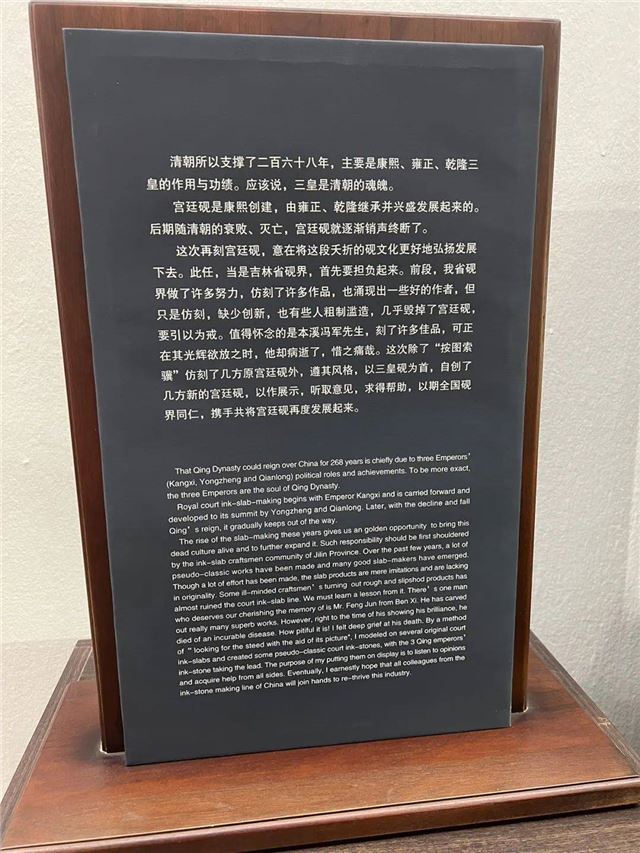 清朝所以支撑了二百六十八年，主要是康熙、雍正、乾隆三
皇的作用与功绩。应该说，三皇是清朝的魂魄。
宫廷砚是康熙创建，由雍正、乾隆继承并兴盛发展起来的。
后期随清朝的衰败、灭亡，宫廷砚就逐渐销声终断了。
这次再刻宫廷砚，意在将这段夭折的砚文化更好地弘扬发展
下去。此任，当是吉林省砚界，首先要担负起来。前段，我省砚
界做了许多努力，仿刻了许多作品，也涌现出一些好的作者，但
只是仿刻，缺少创新，也有些人粗制滥造，几乎毁掉了宫廷砚，
要引以为戒。值得怀念的是本溪冯军先生，刻了许多佳品，可正
在其光辉欲放之时，他却病逝了，惜之痛哉。这次除了“按图索
骥”仿刻了几方原宫廷砚外，遵其风格，以三皇砚为首，自创了
几方新的宫廷砚，以作展示，听取意见，求得帮助，以期全国砚
界同仁，携手共将宫廷砚再度发展起来。
That Qing Dynasty could reign over China for 268 years is chiefly due to three Emperors'
(Kangxi, Yongzheng and Qianlong) political roles and achievements. To be more exact,
the three Emperors are the soul of Qing Dynasty.
Royal court ink-slab-making begins with Emperor Kangxi and is carried forward and
developed to its summit by Yongzheng and Qianlong. Later, with the decline and fall
Qing's reign, it gradually keeps out of the way.
The rise of the slab-making these years gives us an golden opportunity to bring this
dead culture alive and to further expand it. Such responsibility should be first shouldered
by the ink-slab craftsmen community of Jilin Province. Over the past few years, a lot of
pseudo-classic works have been made and many good slab-makers have emerged.
Though a lot of effort has been made, the slab products are mere imitations and are lacking
in originality. Some ill-minded craftsmen's turning out rough and slipshod products has
almost ruined the court ink-slab line. We must learn a lesson from it. There's one man
who deserves our cherishing the memory of is Mr. Feng Jun from Ben Xi. He has carved
out really many superb works. However, right to the time of his showing his brilliance, he
died of an incurable disease. How pitiful it is! I felt deep grief at his death. By a method
of "looking for the steed with the aid of its picture", I modeled on several original court
ink-slabs and created some pseudo-classic court ink-stones, with the 3 Qing emperors'
ink-stone taking the lead. The purpose of my putting them on display is to listen to opinions
and acquire help from all sides. Eventually, I earnestly hope that all colleagues from the
ink-stone making line of China will join hands to re-thrive this industry.